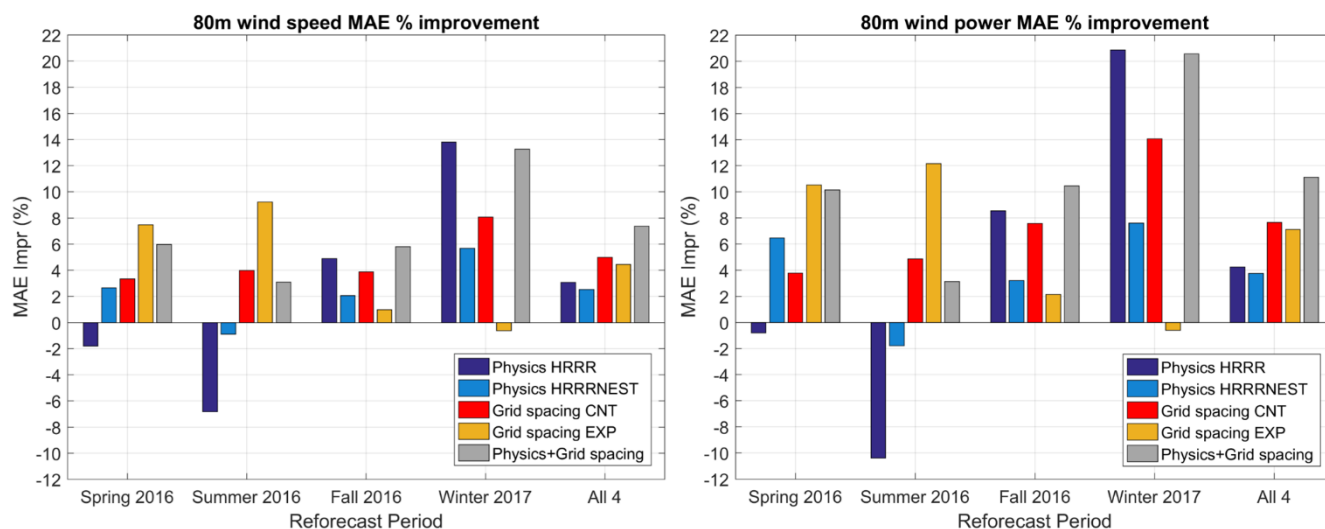 80m wind speed MAE % improvement
MAE Impr (%)
22
20
18
16
14
12
10
8
6
4
2
0
-2
-4
-6
-8
-10
-12
Physics HRRR
Physics HRRRNEST
Grid spacing CNT
Grid spacing EXP
Physics+Grid spacing
Spring 2016 Summer 2016 Fall 2016 Winter 2017 All 4
Reforecast Period
80m wind power MAE % improvement
MAE Impr (%)
22
20
18
16
14
12
10
8
6
4
2
0
-2
-4
-6
-8
-10
-12
Physics HRRR
Physics HRRRNEST
Grid spacing CNT
Grid spacing EXP
Physics+Grid spacing
Spring 2016 Summer 2016 Fall 2016 Winter 2017 All 4
Reforecast Period